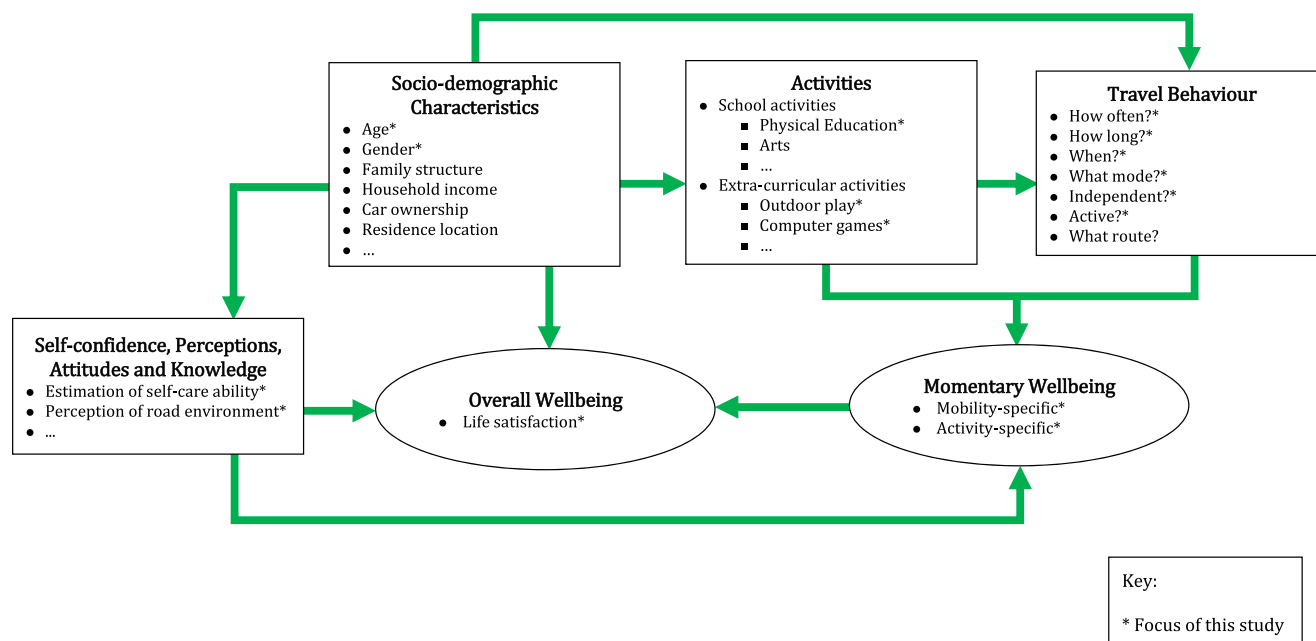 Socio-demographic
Characteristics
● Age*
● Gender*
● Family structure
● Household income
● Car ownership
● Residence location
● ...
Activities
● School activities
■ Physical Education*
■ Arts
■ ...
● Extra-curricular activities
■ Outdoor play*
■ Computer games*
■ ...
Travel Behaviour
● How often?*
● How long?*
● When?*
● What mode?*
● Independent?*
● Active?*
● What route?
Self-confidence, Perceptions,
Attitudes and Knowledge
● Estimation of self-care ability*
● Perception of road environment*
● ...
Overall Wellbeing
● Life satisfaction*
Momentary Wellbeing
● Mobility-specific*
● Activity-specific*
Key:
* Focus of this study